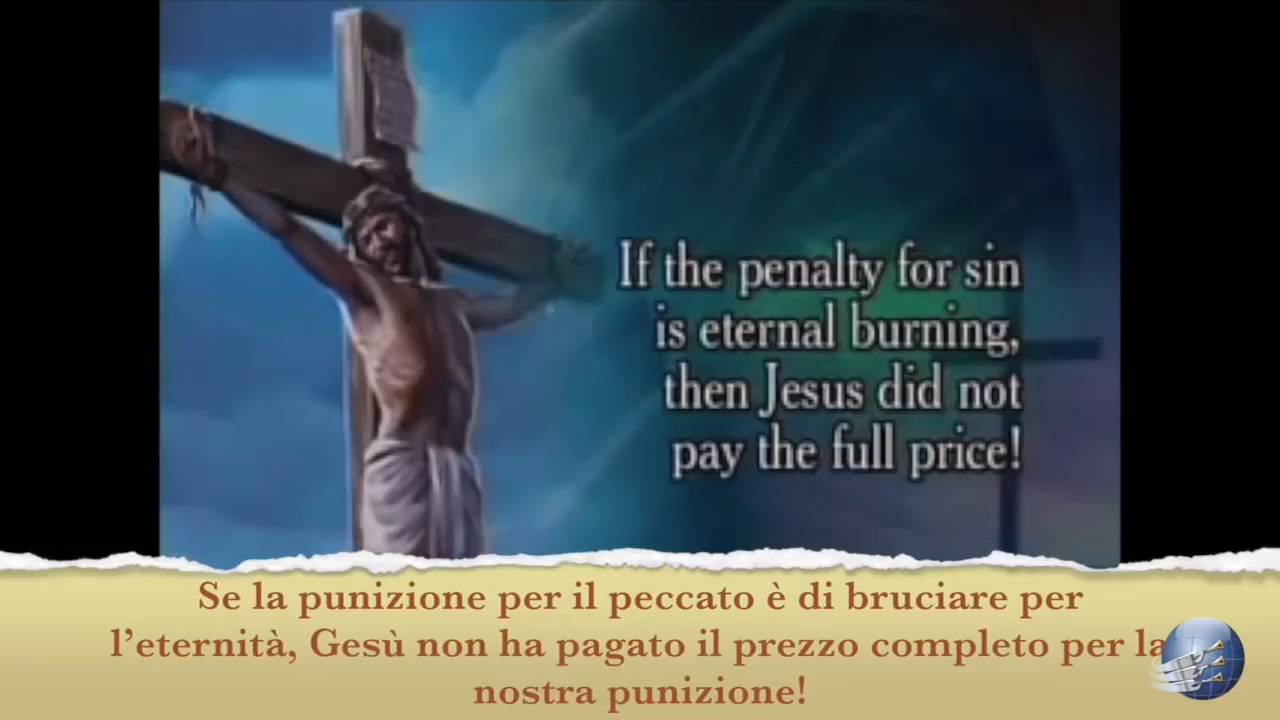 If the penalty for sin
is eternal burning,
then Jesus did not
pay the full price!
Se la punizione per il peccato è di bruciare per
l’eternità, Gesù non ha pagato il prezzo completo per la
nostra punizione!